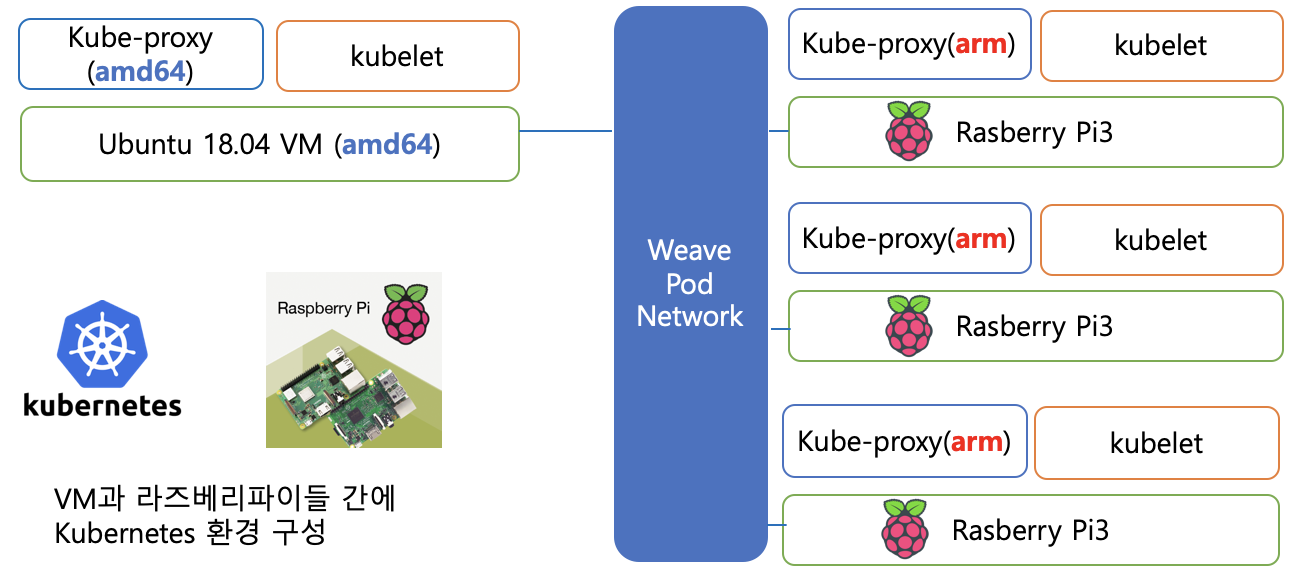 Kube-proxy
(amd64)
kubelet
Ubuntu 18.04 VM (amd64)
kubernetes
Raspberry Pi
VM과 라즈베리파이들 간에
Kubernetes 환경 구성
Weave
Pod
Network
Kube-proxy(arm)
kubelet
Rasberry Pi3
Kube-proxy(arm)
kubelet
Rasberry Pi3
Kube-proxy(arm)
kubelet
Rasberry Pi3